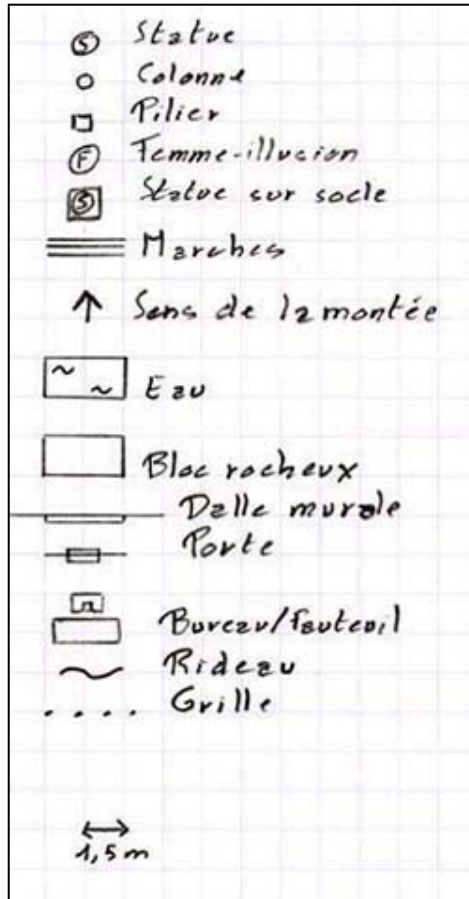 S Statue
Colonne
Pilier
F Femme-illusion
S Statue sur socle
Marches
Sens de la montée
Eau
Bloc rocheux
Dalle murale
Porte
Bureau/fauteuil
Rideau
Grille
1,5 m